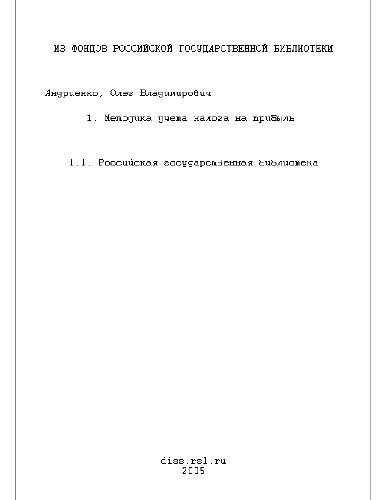 ИЗ ФОНДОВ РОССИЙСКОЙ ГОСУДАРСТВЕННОЙ БИБЛИОТЕКИ
Андриенко, Олег Владимирович
1. Методика учета налога на прибыль
1.1. Российская государственная библиотека
diss.rsl.ru
2005